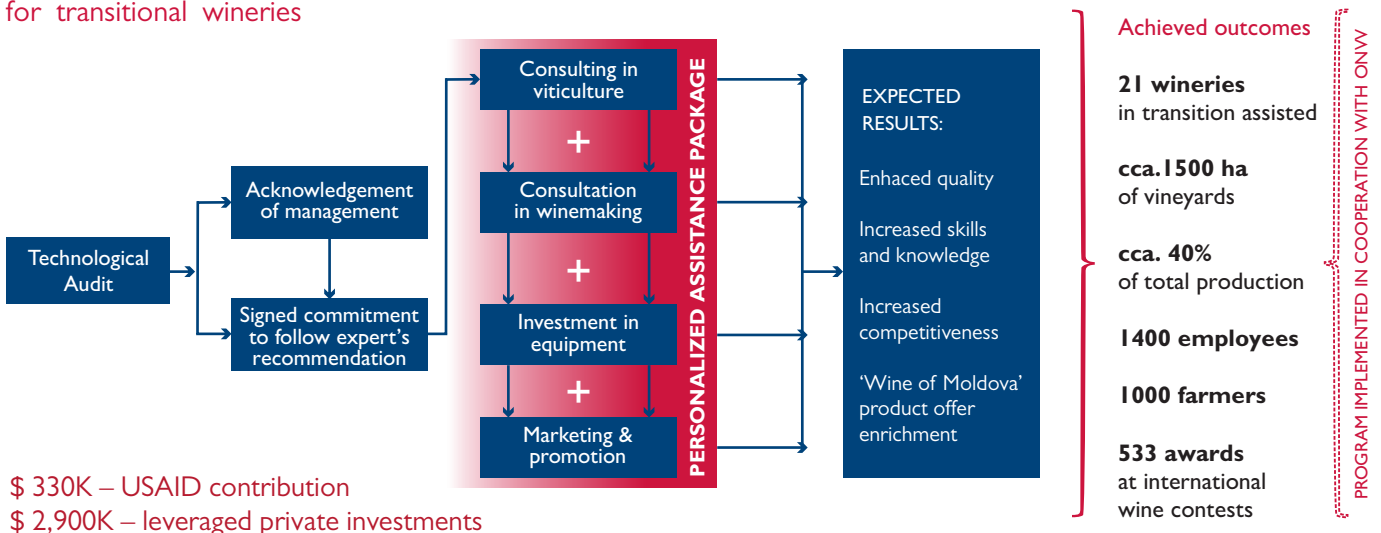 for transitional wineries
Technological
Audit
Acknowledgement
of management
Signed commitment
to follow expert's
recommendation
Consulting in
viticulture
+
Consultation
in winemaking
+
Investment in
equipment
+
Marketing &
promotion
PERSONALIZED ASSISTANCE PACKAGE
EXPECTED
RESULTS:
Enhaced quality
Increased skills
and knowledge
Increased
competitiveness
‘Wine of Moldova’
product offer
enrichment
Achieved outcomes
21 wineries
in transition assisted
cca.1500 ha
of vineyards
cca. 40%
of total production
1400 employees
1000 farmers
533 awards
at international
wine contests
PROGRAM IMPLEMENTED IN COOPERATION WITH ONW
$ 330K – USAID contribution
$ 2,900K – leveraged private investments